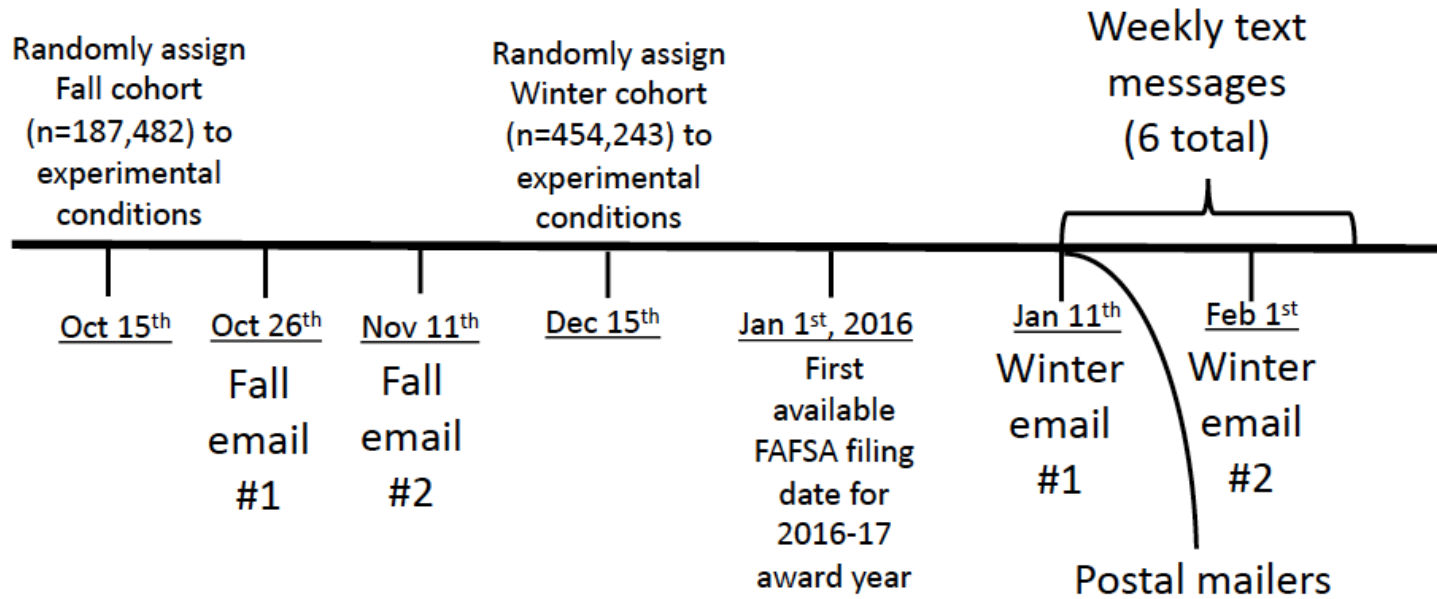 Randomly assign
Fall cohort
(n=187,482) to
experimental
conditions
Randomly assign
Winter cohort
(n=454,243) to
experimental
conditions
Weekly text
messages
(6 total)
Oct 15th
Oct 26th
Fall
email
#1
Nov 11th
Fall
email
#2
Dec 15th
Jan 1st, 2016
First
available
FAFSA filing
date for
2016-17
award year
Jan 11th
Winter
email
#1
Feb 1st
Winter
email
#2
Postal mailers